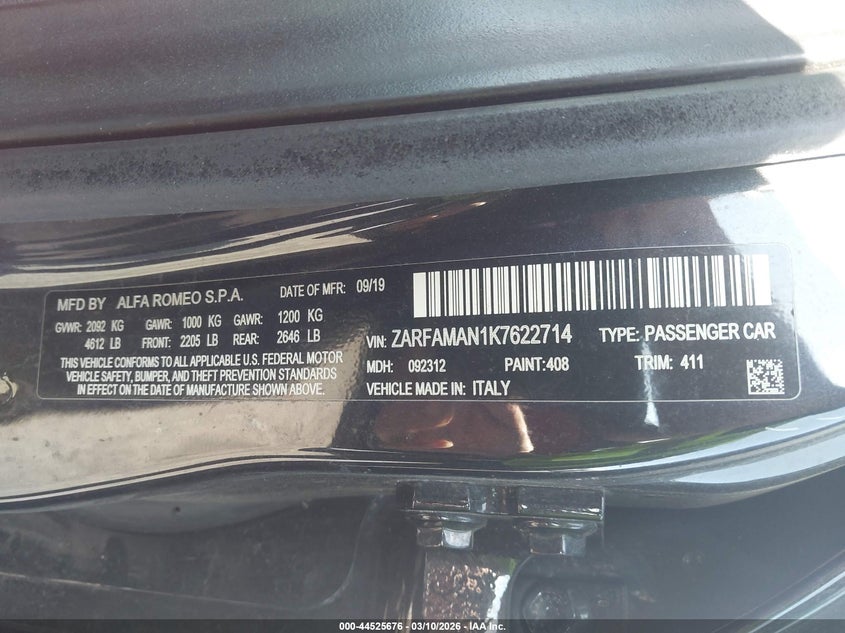 MFD BY ALFA ROMEO S.P.A. DATE OF MFR: 09/19
GVWR: 2092 KG GAWR: 1000 KG GAWR: 1200 KG
4612 LB FRONT: 2205 LB REAR: 2646 LB
THIS VEHICLE CONFORMS TO ALL APPLICABLE U.S. FEDERAL MOTOR
VEHICLE SAFETY, BUMPER, AND THEFT PREVENTION STANDARDS
IN EFFECT ON THE DATE OF MANUFACTURE SHOWN ABOVE.
VIN: ZARFAMAN1K7622714 TYPE: PASSENGER CAR
MDH: 092312 PAINT: 408 TRIM: 411
VEHICLE MADE IN: ITALY
000-44525676 - 03/10/2026 - IAA Inc.